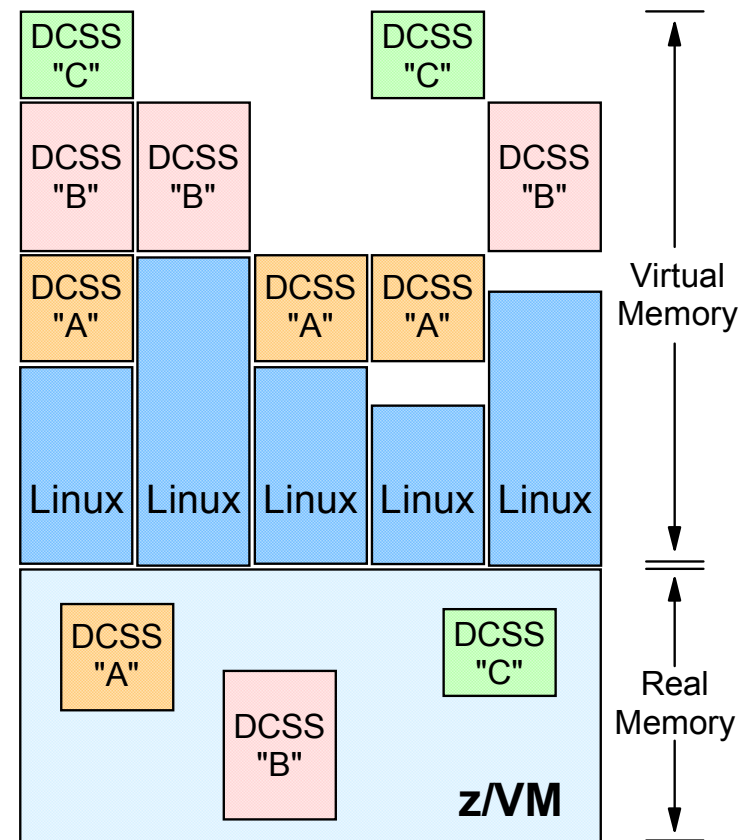 DCSS
"C"
DCSS
"C"
DCSS
"B"
DCSS
"B"
DCSS
"B"
DCSS
"A"
DCSS
"A"
DCSS
"A"
Virtual
Memory
Linux
Linux
Linux
Linux
Linux
DCSS
"A"
DCSS
"C"
DCSS
"B"
Real
Memory
z/VM